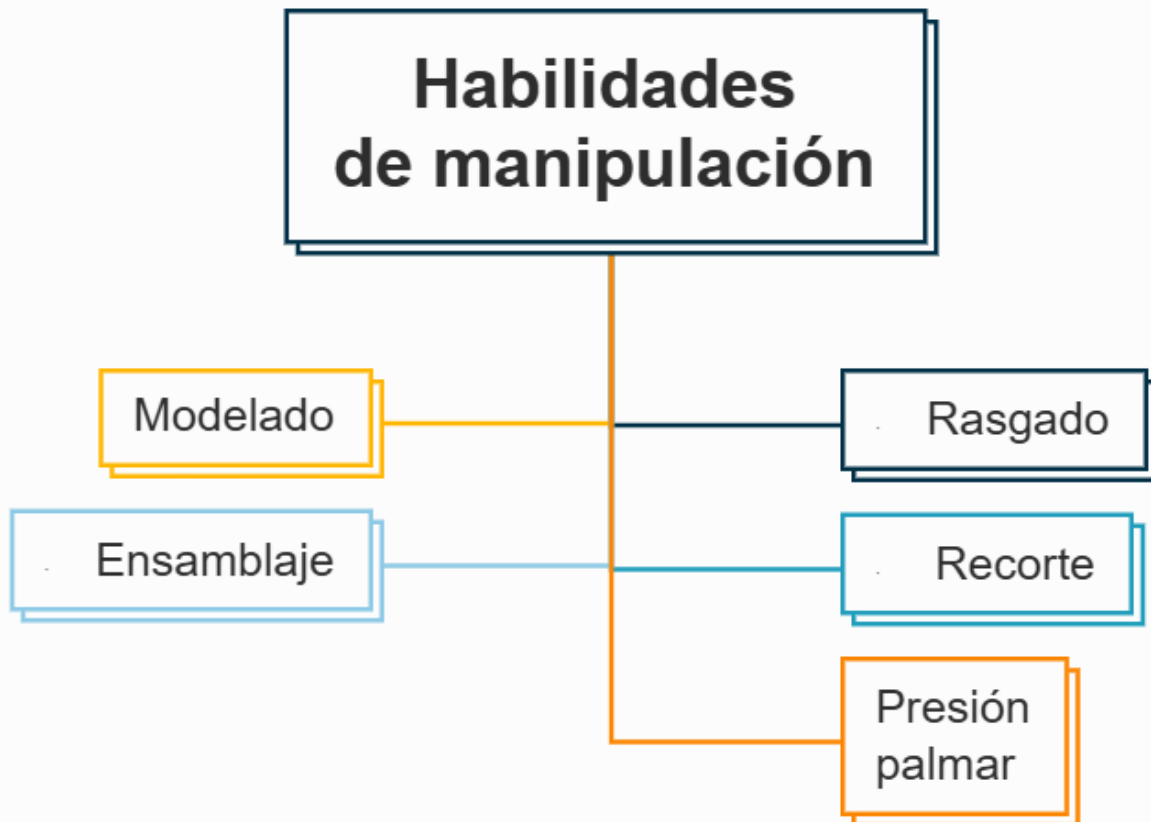 Habilidades
de manipulación
Modelado
Rasgado
Ensamblaje
Recorte
Presión
palmar